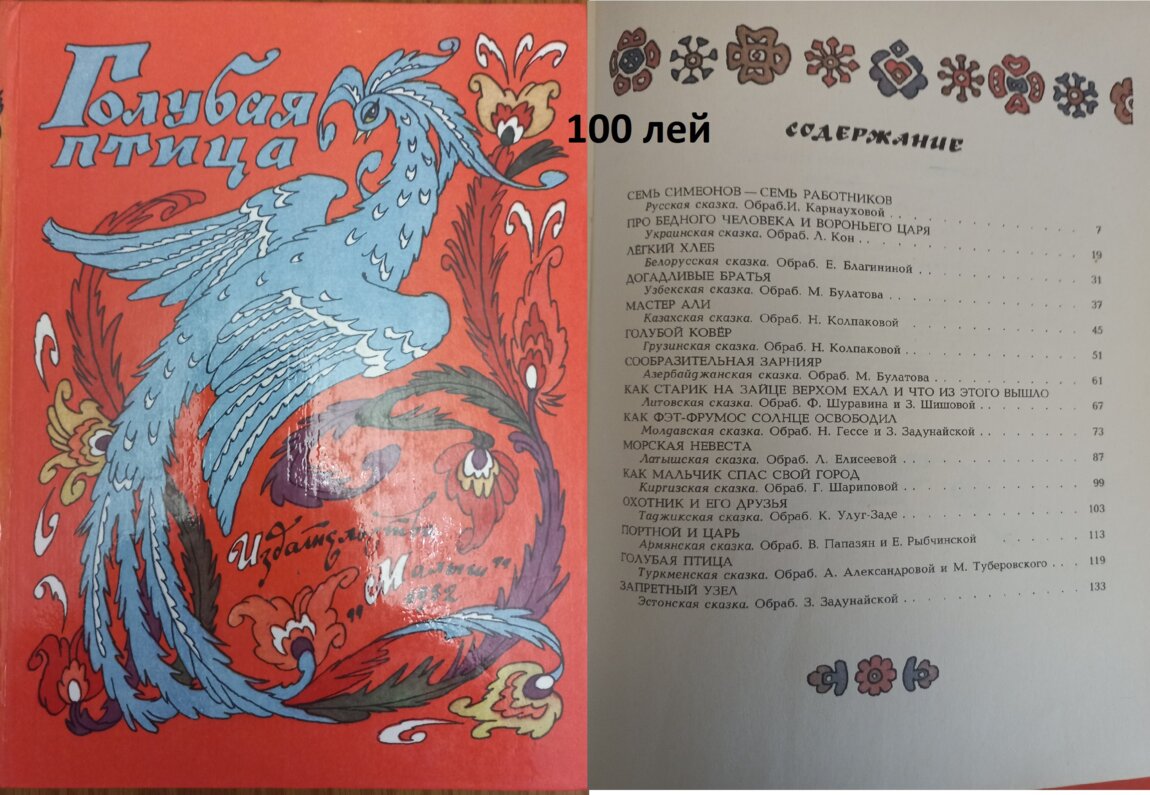 Голубая
птица
Издательство
„Малыш"
100 лей
СОДЕРЖАНИЕ
СЕМЬ СИМЕОНОВ — СЕМЬ РАБОТНИКОВ
Русская сказка. Обраб.И. Карнауховой . . . . . . . . . . . . . 7
ПРО БЕДНОГО ЧЕЛОВЕКА И ВОРОНЬЕГО ЦАРЯ
Украинская сказка. Обраб. Л. Кон . . . . . . . . . . . . . . . 19
ЛЁГКИЙ ХЛЕБ
Белорусская сказка. Обраб. Е. Благининой . . . . . . . . . . . 31
ДОГАДЛИВЫЕ БРАТЬЯ
Узбекская сказка. Обраб. М. Булатова . . . . . . . . . . . . . 37
МАСТЕР АЛИ
Казахская сказка. Обраб. Н. Колпаковой . . . . . . . . . . . . 45
ГОЛУБОЙ КОВЁР
Грузинская сказка. Обраб. Н. Колпаковой . . . . . . . . . . . . 51
СООБРАЗИТЕЛЬНАЯ ЗАРНИЯР
Азербайджанская сказка. Обраб. М. Булатова . . . . . . . . . . 61
КАК СТАРИК НА ЗАЙЦЕ ВЕРХОМ ЕХАЛ И ЧТО ИЗ ЭТОГО ВЫШЛО
Литовская сказка. Обраб. Ф. Шуравина и З. Шишовой . . . . . . . 67
КАК ФЭТ-ФРУМОС СОЛНЦЕ ОСВОБОДИЛ
Молдавская сказка. Обраб. Н. Гессе и З. Задунайской . . . . . . 73
МОРСКАЯ НЕВЕСТА
Латышская сказка. Обраб. Л. Елисеевой . . . . . . . . . . . . . 87
КАК МАЛЬЧИК СПАС СВОЙ ГОРОД
Киргизская сказка. Обраб. Г. Шариповой . . . . . . . . . . . . 99
ОХОТНИК И ЕГО ДРУЗЬЯ
Таджикская сказка. Обраб. К. Улуг-Заде . . . . . . . . . . . . 103
ПОРТНОЙ И ЦАРЬ
Армянская сказка. Обраб. В. Папазян и Е. Рыбчинской . . . . . . 113
ГОЛУБАЯ ПТИЦА
Туркменская сказка. Обраб. А. Александровой и М. Туберовского . . . 119
ЗАПРЕТНЫЙ УЗЕЛ
Эстонская сказка. Обраб. З. Задунайской . . . . . . . . . . . . 133